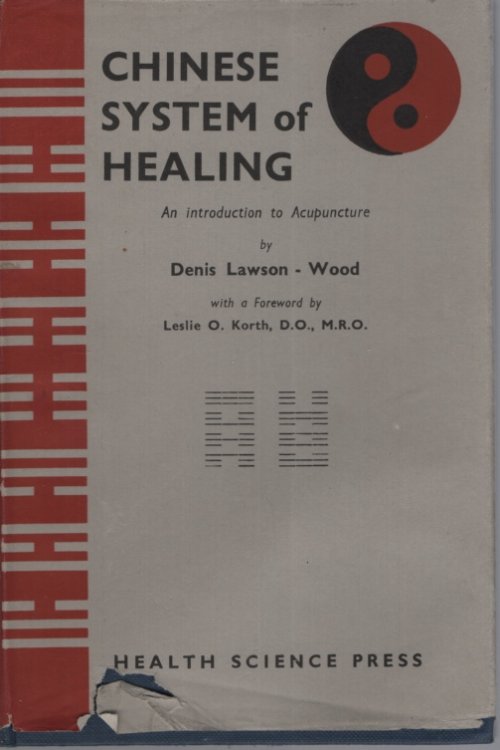 CHINESE
SYSTEM of
HEALING
An introduction to Acupuncture
by
Denis Lawson - Wood
with a Foreword by
Leslie O. Korth, D.O., M.R.O.
HEALTH SCIENCE PRESS